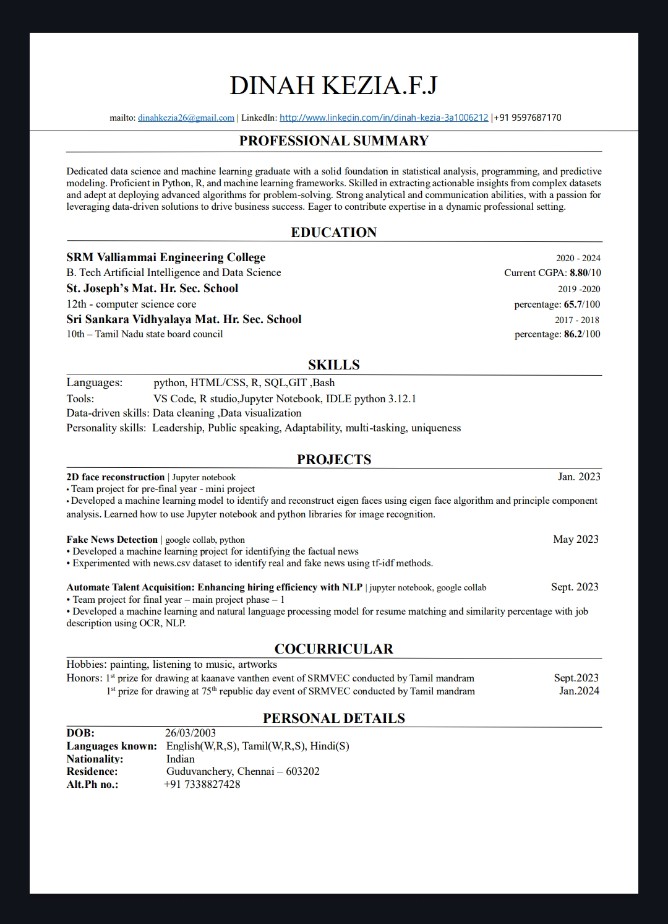 DINAH KEZIA.F.J
mailto: dinahkezia26@gmail.com | LinkedIn: http://www.linkedin.com/in/dinah-kezia-3a1006212 |+91 9597687170
PROFESSIONAL SUMMARY
Dedicated data science and machine learning graduate with a solid foundation in statistical analysis, programming, and predictive
modeling. Proficient in Python, R, and machine learning frameworks. Skilled in extracting actionable insights from complex datasets
and adept at deploying advanced algorithms for problem-solving. Strong analytical and communication abilities, with a passion for
leveraging data-driven solutions to drive business success. Eager to contribute expertise in a dynamic professional setting.
EDUCATION
SRM Valliammai Engineering College 2020 - 2024
B. Tech Artificial Intelligence and Data Science Current CGPA: 8.80/10
St. Joseph's Mat. Hr. Sec. School 2019 -2020
12th - computer science core percentage: 65.7/100
Sri Sankara Vidhyalaya Mat. Hr. Sec. School 2017 - 2018
10th – Tamil Nadu state board council percentage: 86.2/100
SKILLS
Languages: python, HTML/CSS, R, SQL,GIT ,Bash
Tools: VS Code, R studio,Jupyter Notebook, IDLE python 3.12.1
Data-driven skills: Data cleaning ,Data visualization
Personality skills: Leadership, Public speaking, Adaptability, multi-tasking, uniqueness
PROJECTS
2D face reconstruction | Jupyter notebook Jan. 2023
• Team project for pre-final year - mini project
• Developed a machine learning model to identify and reconstruct eigen faces using eigen face algorithm and principle component
analysis. Learned how to use Jupyter notebook and python libraries for image recognition.
Fake News Detection | google collab, python May 2023
• Developed a machine learning project for identifying the factual news
• Experimented with news.csv dataset to identify real and fake news using tf-idf methods.
Automate Talent Acquisition: Enhancing hiring efficiency with NLP | jupyter notebook, google collab Sept. 2023
• Team project for final year – main project phase – 1
• Developed a machine learning and natural language processing model for resume matching and similarity percentage with job
description using OCR, NLP.
COCURRICULAR
Hobbies: painting, listening to music, artworks
Honors: 1st prize for drawing at kaanave vanthen event of SRMVEC conducted by Tamil mandram Sept.2023
1st prize for drawing at 75th republic day event of SRMVEC conducted by Tamil mandram Jan.2024
PERSONAL DETAILS
DOB: 26/03/2003
Languages known: English(W,R,S), Tamil(W,R,S), Hindi(S)
Nationality: Indian
Residence: Guduvanchery, Chennai – 603202
Alt.Ph no.: +91 7338827428